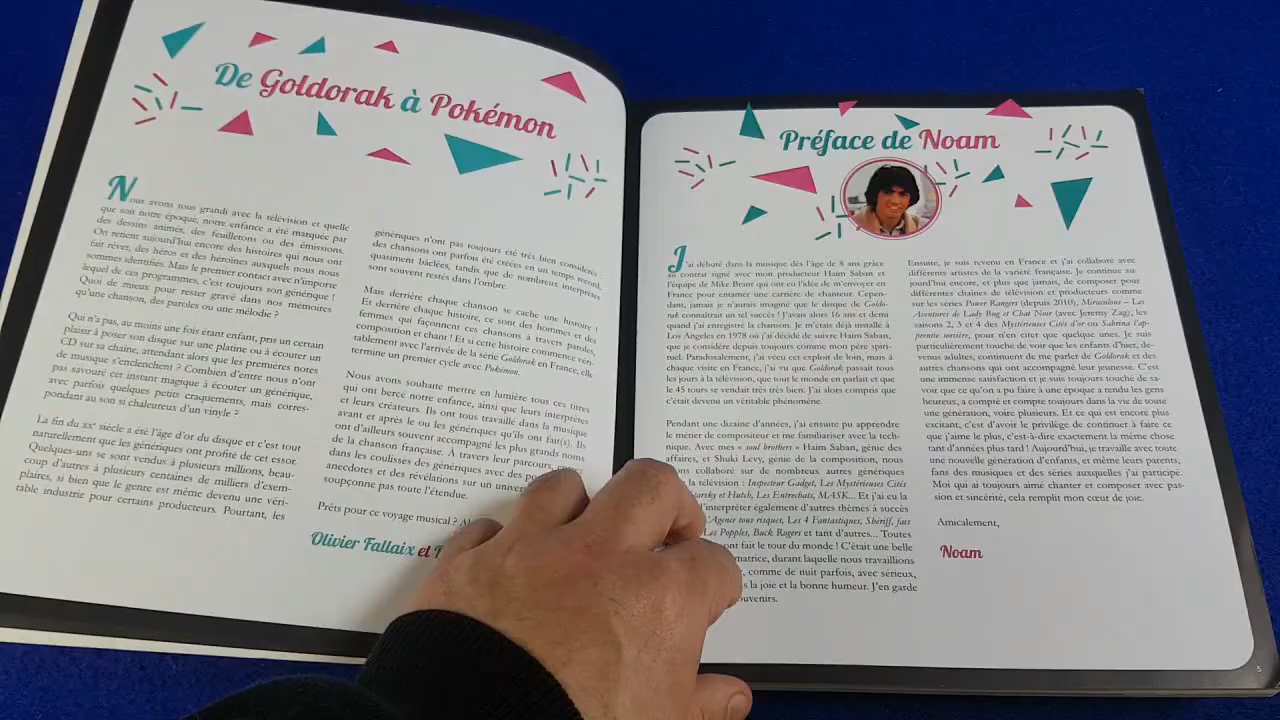 De Goldorak à Pokémon
Nous avons tous grandi avec la télévision et quelle
que soit notre époque, notre enfance a été marquée par
des dessins animés, des feuilletons ou des émissions.
On retient aujourd'hui encore des histoires qui nous ont
fait rêver, des héros et des héroïnes auxquels nous nous
sommes identifiés. Mais le premier contact avec n'importe
lequel de ces programmes, c'est toujours son générique !
Quoi de mieux pour rester gravé dans nos mémoires
qu'une chanson, des paroles ou une mélodie ?
Qui n'a pas, au moins une fois étant enfant, pris un certain
plaisir à poser son disque sur une platine ou à écouter un
CD sur sa chaîne, attendant alors que les premières notes
de musique s'enclenchent ? Combien d'entre nous n'ont
pas savouré cet instant magique à écouter un générique,
avec parfois quelques petits craquements, mais corres-
pondant au son si chaleureux d'un vinyle ?
La fin du XXe siècle a été l'âge d'or du disque et c'est tout
naturellement que les génériques ont profité de cet essor.
Quelques-uns se sont vendus à plusieurs millions, beau-
coup d'autres à plusieurs centaines de milliers d'exem-
plaires, si bien que le genre est même devenu une véri-
table industrie pour certains producteurs. Pourtant, les
génériques n'ont pas toujours été très bien considérés :
des chansons ont parfois été créées en un temps record,
quasiment bâclées, tandis que de nombreux interprètes
sont souvent restés dans l'ombre.
Mais derrière chaque chanson se cache une histoire !
Et derrière chaque histoire, ce sont des hommes et des
femmes qui façonnent ces chansons à travers paroles,
composition et chant ! Et si cette histoire commence véri-
tablement avec l'arrivée de la série Goldorak en France, elle
termine un premier cycle avec Pokémon.
Nous avons souhaité mettre en lumière tous ces titres
qui ont bercé notre enfance, ainsi que leurs interprètes
et leurs créateurs. Ils ont tous travaillé dans la musique
avant et après le ou les génériques qu'ils ont fait(s). Ils
ont d'ailleurs souvent accompagné les plus grands noms
de la chanson française. À travers leur parcours, entrez
dans les coulisses des génériques avec des
anecdotes et des révélations sur un univers
soupçonne pas toute l'étendue.
Prêts pour ce voyage musical ?
Olivier Fallaix et
Préface de Noam
J'ai débuté dans la musique dès l'âge de 8 ans grâce
au contrat signé avec mon producteur Haim Saban et
l'équipe de Mike Brant qui ont eu l'idée de m'envoyer en
France pour entamer une carrière de chanteur. Cepen-
dant, jamais je n'aurais imaginé que le disque de Goldo-
rak connaîtrait un tel succès ! J'avais alors 16 ans et demi
quand j'ai enregistré la chanson. Je m'étais déjà installé à
Los Angeles en 1978 où j'ai décidé de suivre Haim Saban,
que je considère depuis toujours comme mon père spiri-
tuel. Paradoxalement, j'ai vécu cet exploit de loin, mais à
chaque visite en France, j'ai vu que Goldorak passait tous
les jours à la télévision, que tout le monde en parlait et que
le 45 tours se vendait très très bien. J'ai alors compris que
c'était devenu un véritable phénomène.
Pendant une dizaine d'années, j'ai ensuite pu apprendre
le métier de compositeur et me familiariser avec la tech-
nique. Avec mes « soul brothers » Haim Saban, génie des
affaires, et Shuki Levy, génie de la composition, nous
ons collaboré sur de nombreux autres génériques
la télévision : Inspecteur Gadget, Les Mystérieuses Cités
Starsky et Hutch, Les Entrechats, MASK... Et j'ai eu la
l'interpréter également d'autres thèmes à succès
L'Agence tous risques, Les 4 Fantastiques, Shérif, fais
Les Popples, Buck Rogers et tant d'autres... Toutes
ont fait le tour du monde ! C'était une belle
matrice, durant laquelle nous travaillions
, comme de nuit parfois, avec sérieux,
s la joie et la bonne humeur. J'en garde
ouvenirs.
Ensuite, je suis revenu en France et j'ai collaboré avec
différents artistes de la variété française. Je continue au-
jourd'hui encore, et plus que jamais, de composer pour
différentes chaînes de télévision et producteurs comme
sur les séries Power Rangers (depuis 2010), Miraculous – Les
Aventures de Lady Bug et Chat Noir (avec Jeremy Zag), les
saisons 2, 3 et 4 des Mystérieuses Cités d'or ou Sabrina l'ap-
prentie sorcière, pour n'en citer que quelques unes. Je suis
particulièrement touché de voir que les enfants d'hier, de-
venus adultes, continuent de me parler de Goldorak et des
autres chansons qui ont accompagné leur jeunesse. C'est
une immense satisfaction et je suis toujours touché de sa-
voir que ce qu'on a pu faire à une époque a rendu les gens
heureux, a compté et compte toujours dans la vie de toute
une génération, voire plusieurs. Et ce qui est encore plus
excitant, c'est d'avoir le privilège de continuer à faire ce
que j'aime le plus, c'est-à-dire exactement la même chose
tant d'années plus tard ! Aujourd'hui, je travaille avec toute
une nouvelle génération d'enfants, et même leurs parents,
fans des musiques et des séries auxquelles j'ai participé.
Moi qui ai toujours aimé chanter et composer avec pas-
sion et sincérité, cela remplit mon cœur de joie.
Amicalement,
Noam
5